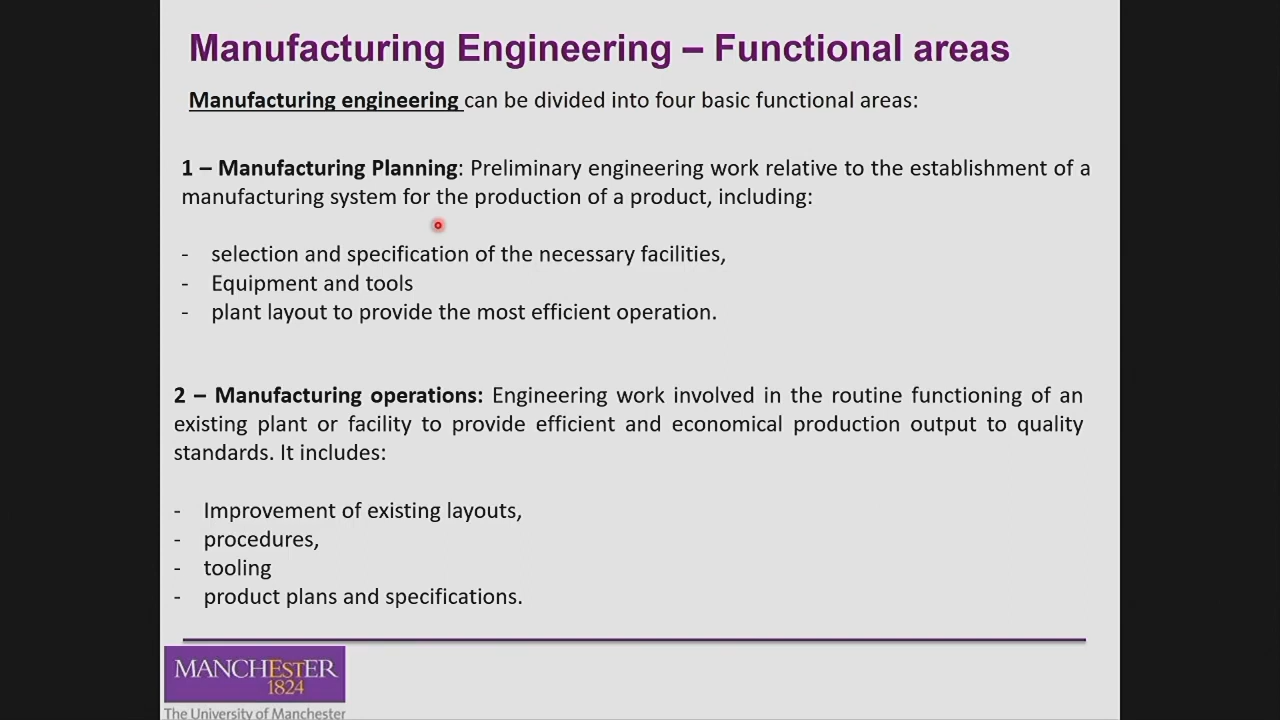 Manufacturing Engineering – Functional areas
Manufacturing engineering can be divided into four basic functional areas:
1 – Manufacturing Planning: Preliminary engineering work relative to the establishment of a
manufacturing system for the production of a product, including:
- selection and specification of the necessary facilities,
- Equipment and tools
- plant layout to provide the most efficient operation.
2 – Manufacturing operations: Engineering work involved in the routine functioning of an
existing plant or facility to provide efficient and economical production output to quality
standards. It includes:
- Improvement of existing layouts,
- procedures,
- tooling
- product plans and specifications.
MANCHESTER
1824
The University of Manchester